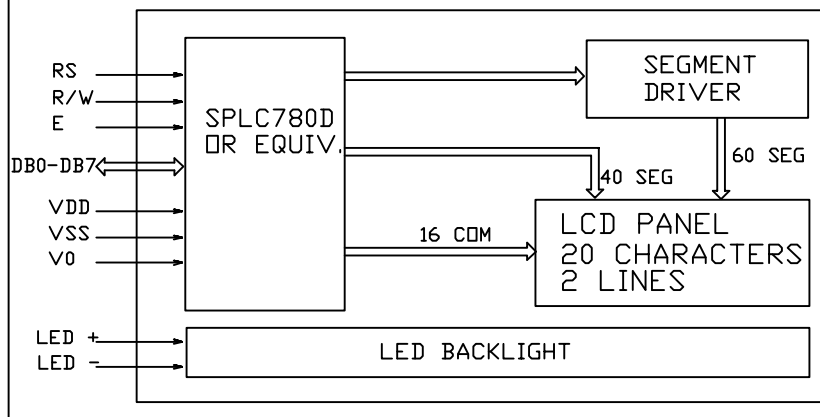 RS
R/W
E
DB0-DB7
VDD
VSS
V0
LED +
LED -
SPLC780D
OR EQUIV.
SEGMENT
DRIVER
40 SEG
60 SEG
16 COM
LCD PANEL
20 CHARACTERS
2 LINES
LED BACKLIGHT